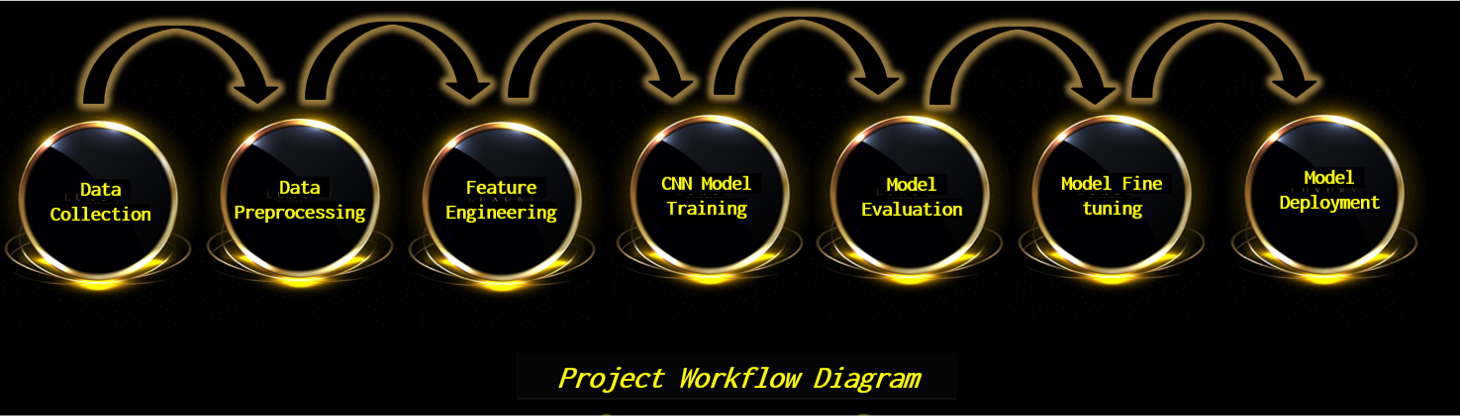 Data
Collection
Data
Preprocessing
Feature
Engineering
CNN Model
Training
Model
Evaluation
Model Fine
tuning
Model
Deployment
Project Workflow Diagram